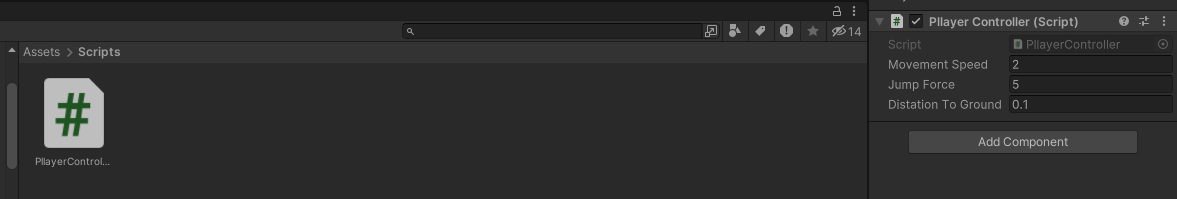 14
Assets > Scripts
PllayerControl...
Pllayer Controller (Script)
Script PllayerController
Movement Speed 2
Jump Force 5
Distation To Ground 0.1
Add Component